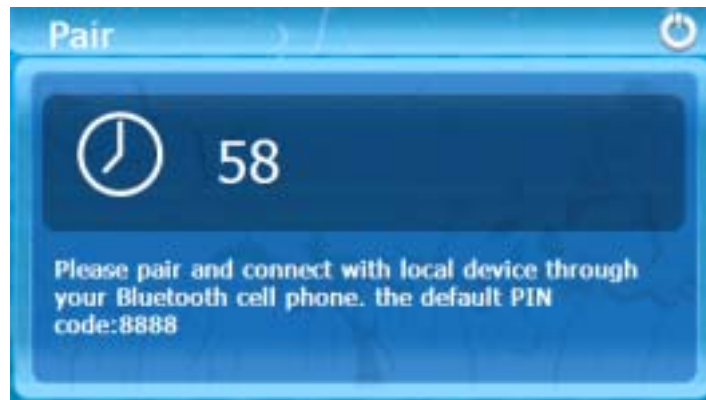 Pair
58
Please pair and connect with local device through
your Bluetooth cell phone. the default PIN
code:8888